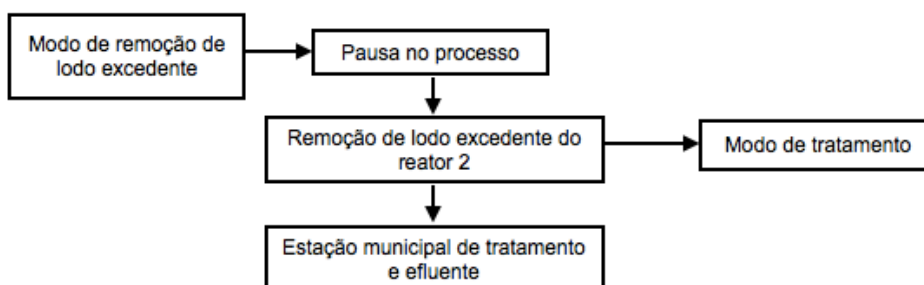 Modo de remoção de
lodo excedente
Pausa no processo
Remoção de lodo excedente do
reator 2
Modo de tratamento
Estação municipal de tratamento
e efluente